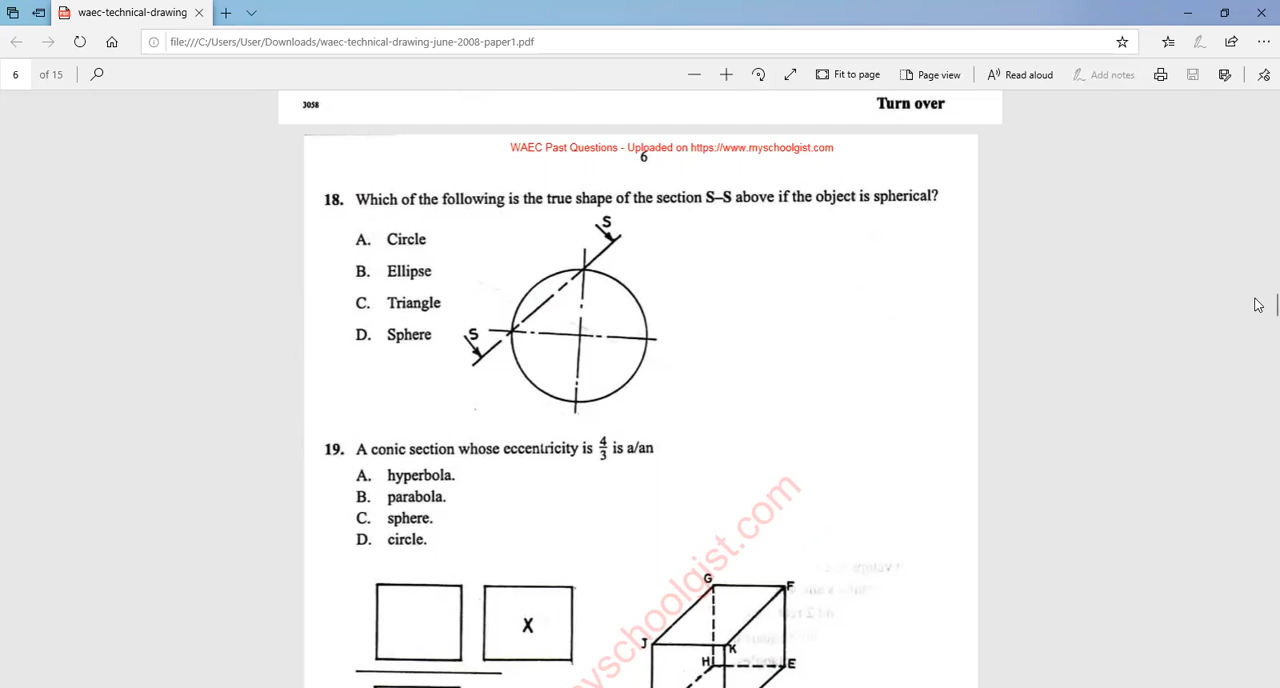 waec-technical-drawing
file:///C:/Users/User/Downloads/waec-technical-drawing-june-2008-paper1.pdf
6 of 15
Fit to page
Page view
Read aloud
Add notes
3058
Turn over
WAEC Past Questions - Uploaded on https://www.myschoolgist.com
6
18. Which of the following is the true shape of the section S–S above if the object is spherical?
A. Circle
B. Ellipse
C. Triangle
D. Sphere
S
S
19. A conic section whose eccentricity is 4/3 is a/an
A. hyperbola.
B. parabola.
C. sphere.
D. circle.
X
G
F
J
K
H
E
yschoolgist.com